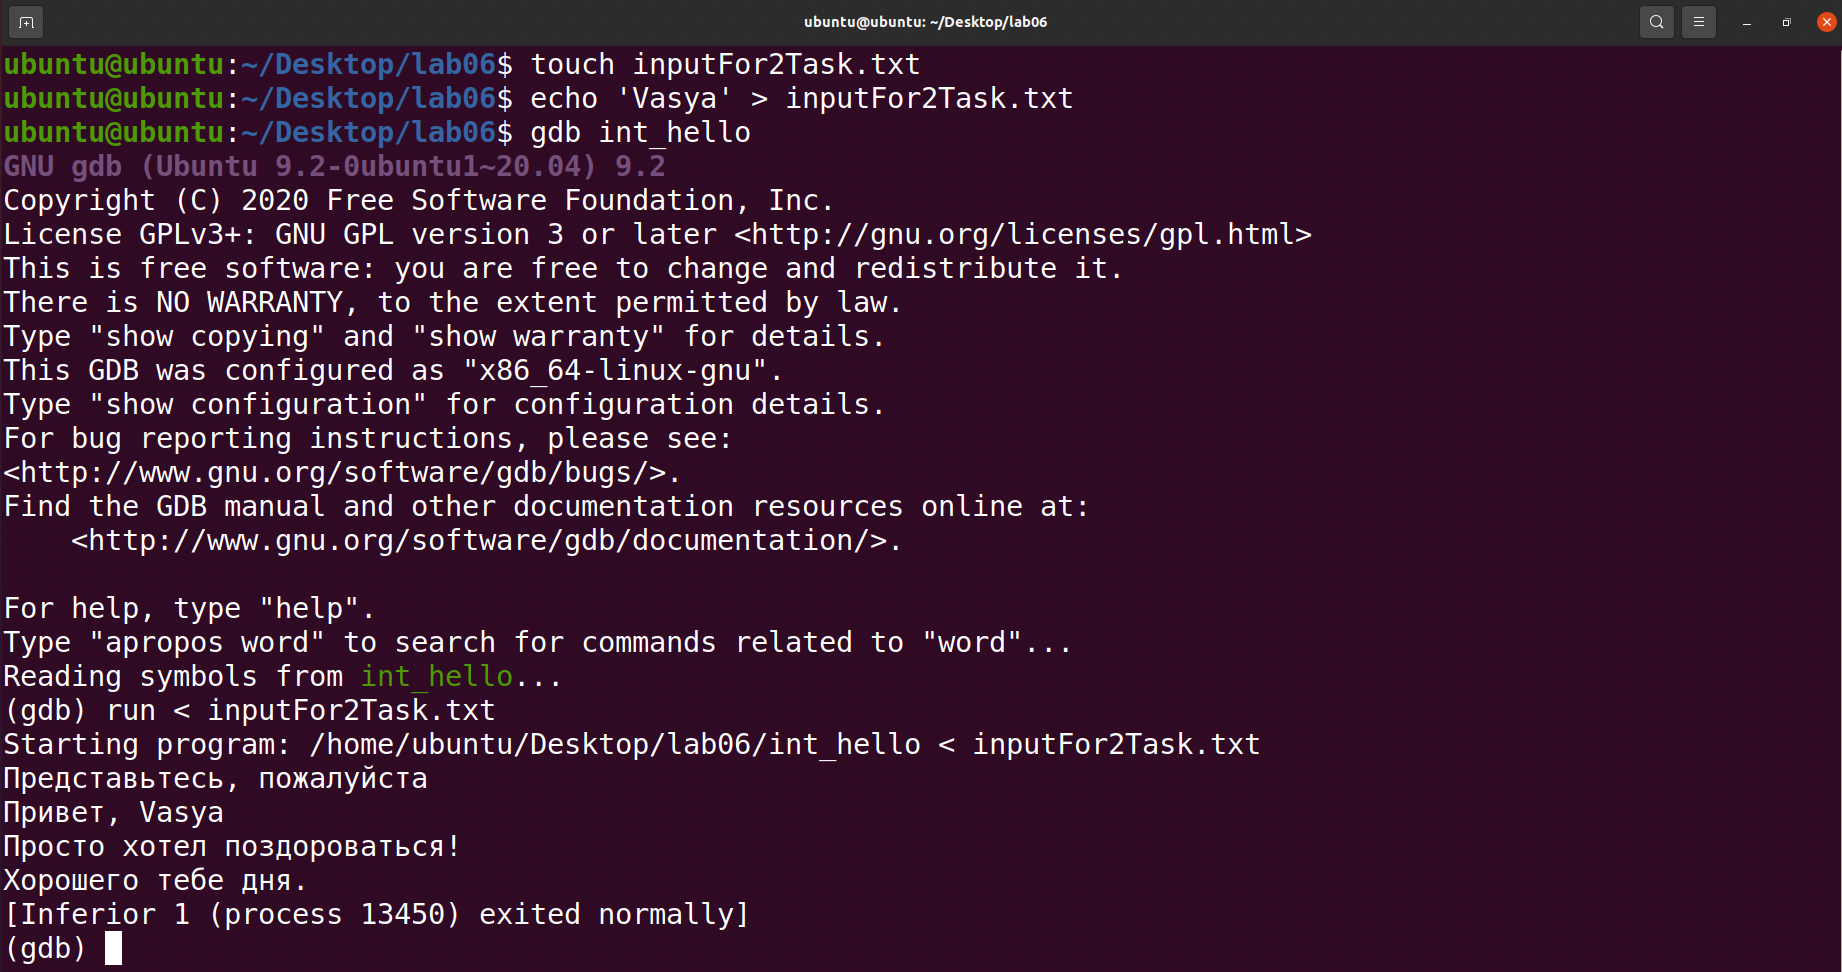 ubuntu@ubuntu: ~/Desktop/lab06
ubuntu@ubuntu:~/Desktop/lab06$ touch inputFor2Task.txt
ubuntu@ubuntu:~/Desktop/lab06$ echo 'Vasya' > inputFor2Task.txt
ubuntu@ubuntu:~/Desktop/lab06$ gdb int_hello
GNU gdb (Ubuntu 9.2-0ubuntu1~20.04) 9.2
Copyright (C) 2020 Free Software Foundation, Inc.
License GPLv3+: GNU GPL version 3 or later <http://gnu.org/licenses/gpl.html>
This is free software: you are free to change and redistribute it.
There is NO WARRANTY, to the extent permitted by law.
Type "show copying" and "show warranty" for details.
This GDB was configured as "x86_64-linux-gnu".
Type "show configuration" for configuration details.
For bug reporting instructions, please see:
<http://www.gnu.org/software/gdb/bugs/>.
Find the GDB manual and other documentation resources online at:
    <http://www.gnu.org/software/gdb/documentation/>.

For help, type "help".
Type "apropos word" to search for commands related to "word"...
Reading symbols from int_hello...
(gdb) run < inputFor2Task.txt
Starting program: /home/ubuntu/Desktop/lab06/int_hello < inputFor2Task.txt
Представьтесь, пожалуйста
Привет, Vasya
Просто хотел поздороваться!
Хорошего тебе дня.
[Inferior 1 (process 13450) exited normally]
(gdb)